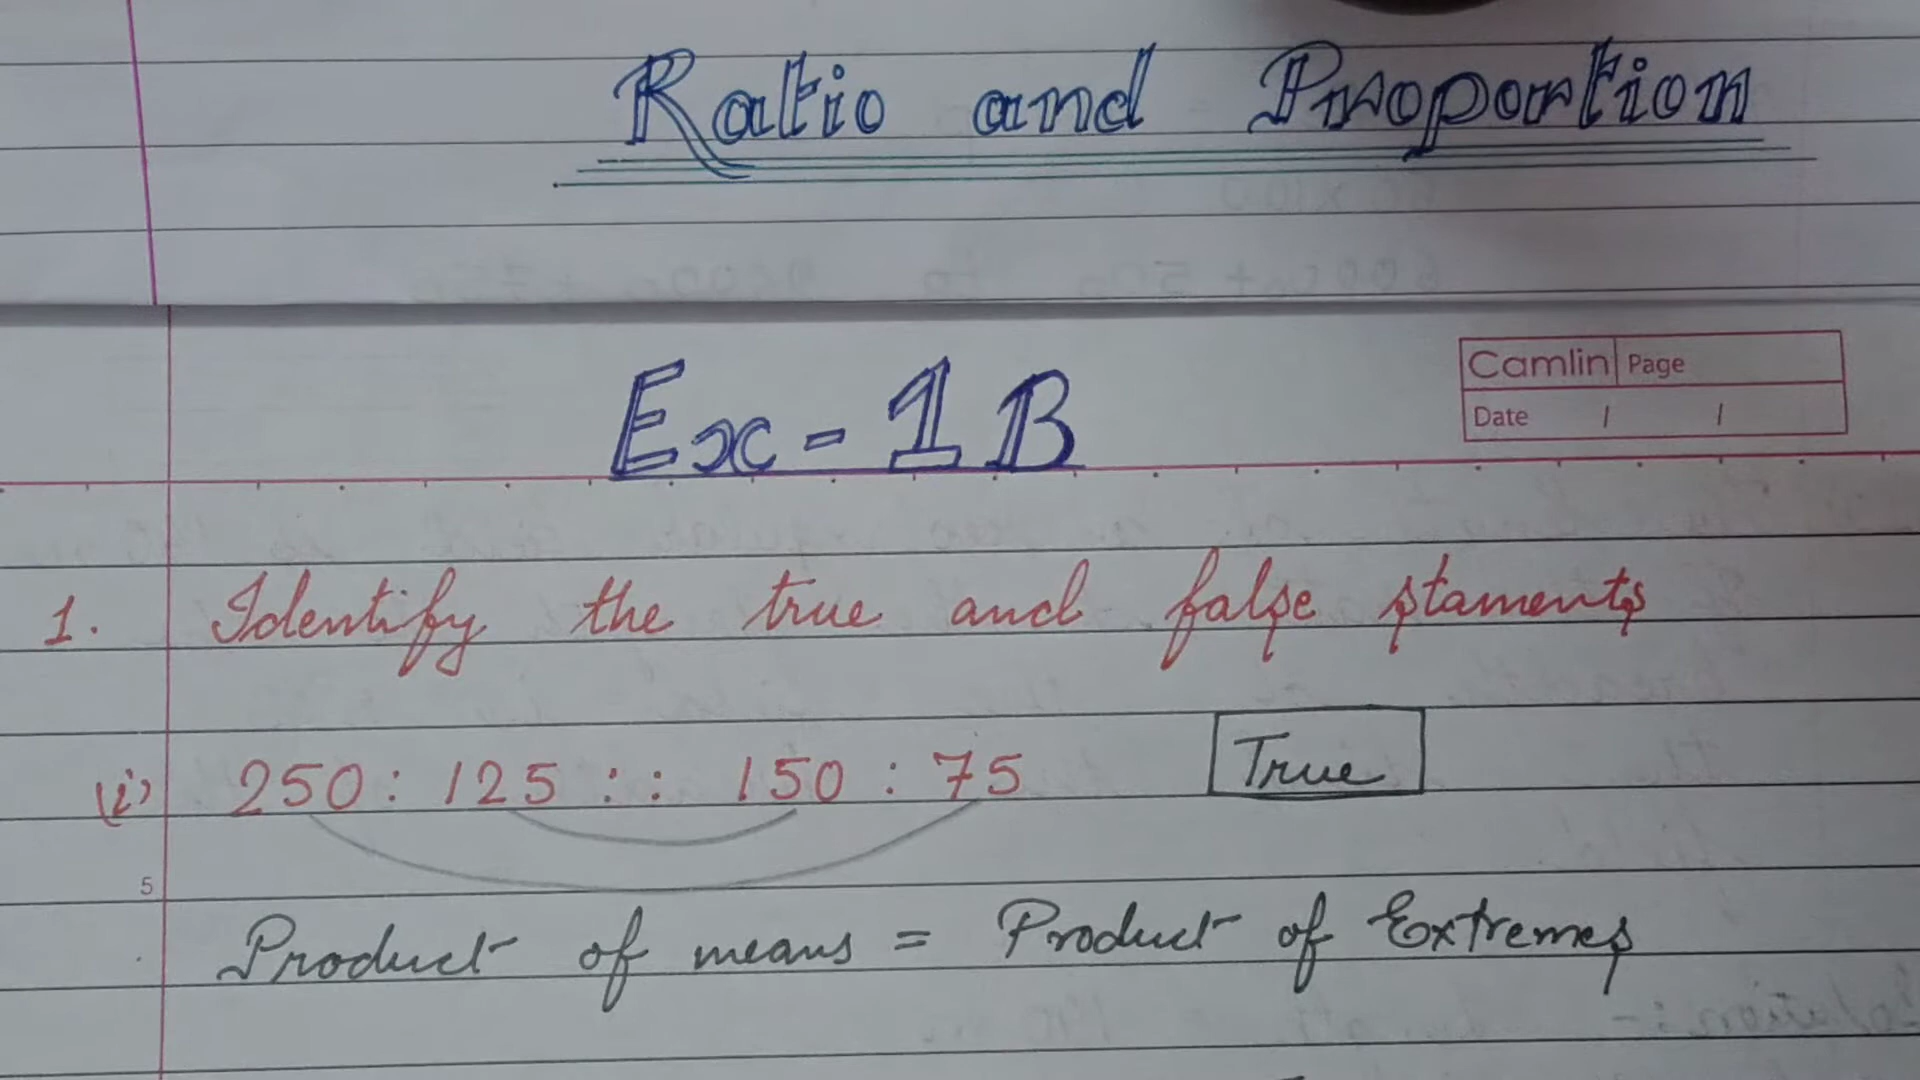 Ratio and Proportion
Ex-1B
Camlin Page
Date / /
1. Identify the true and false staments
(i) 250 : 125 :: 150 : 75 True
5
Product of means = Product of Extremes